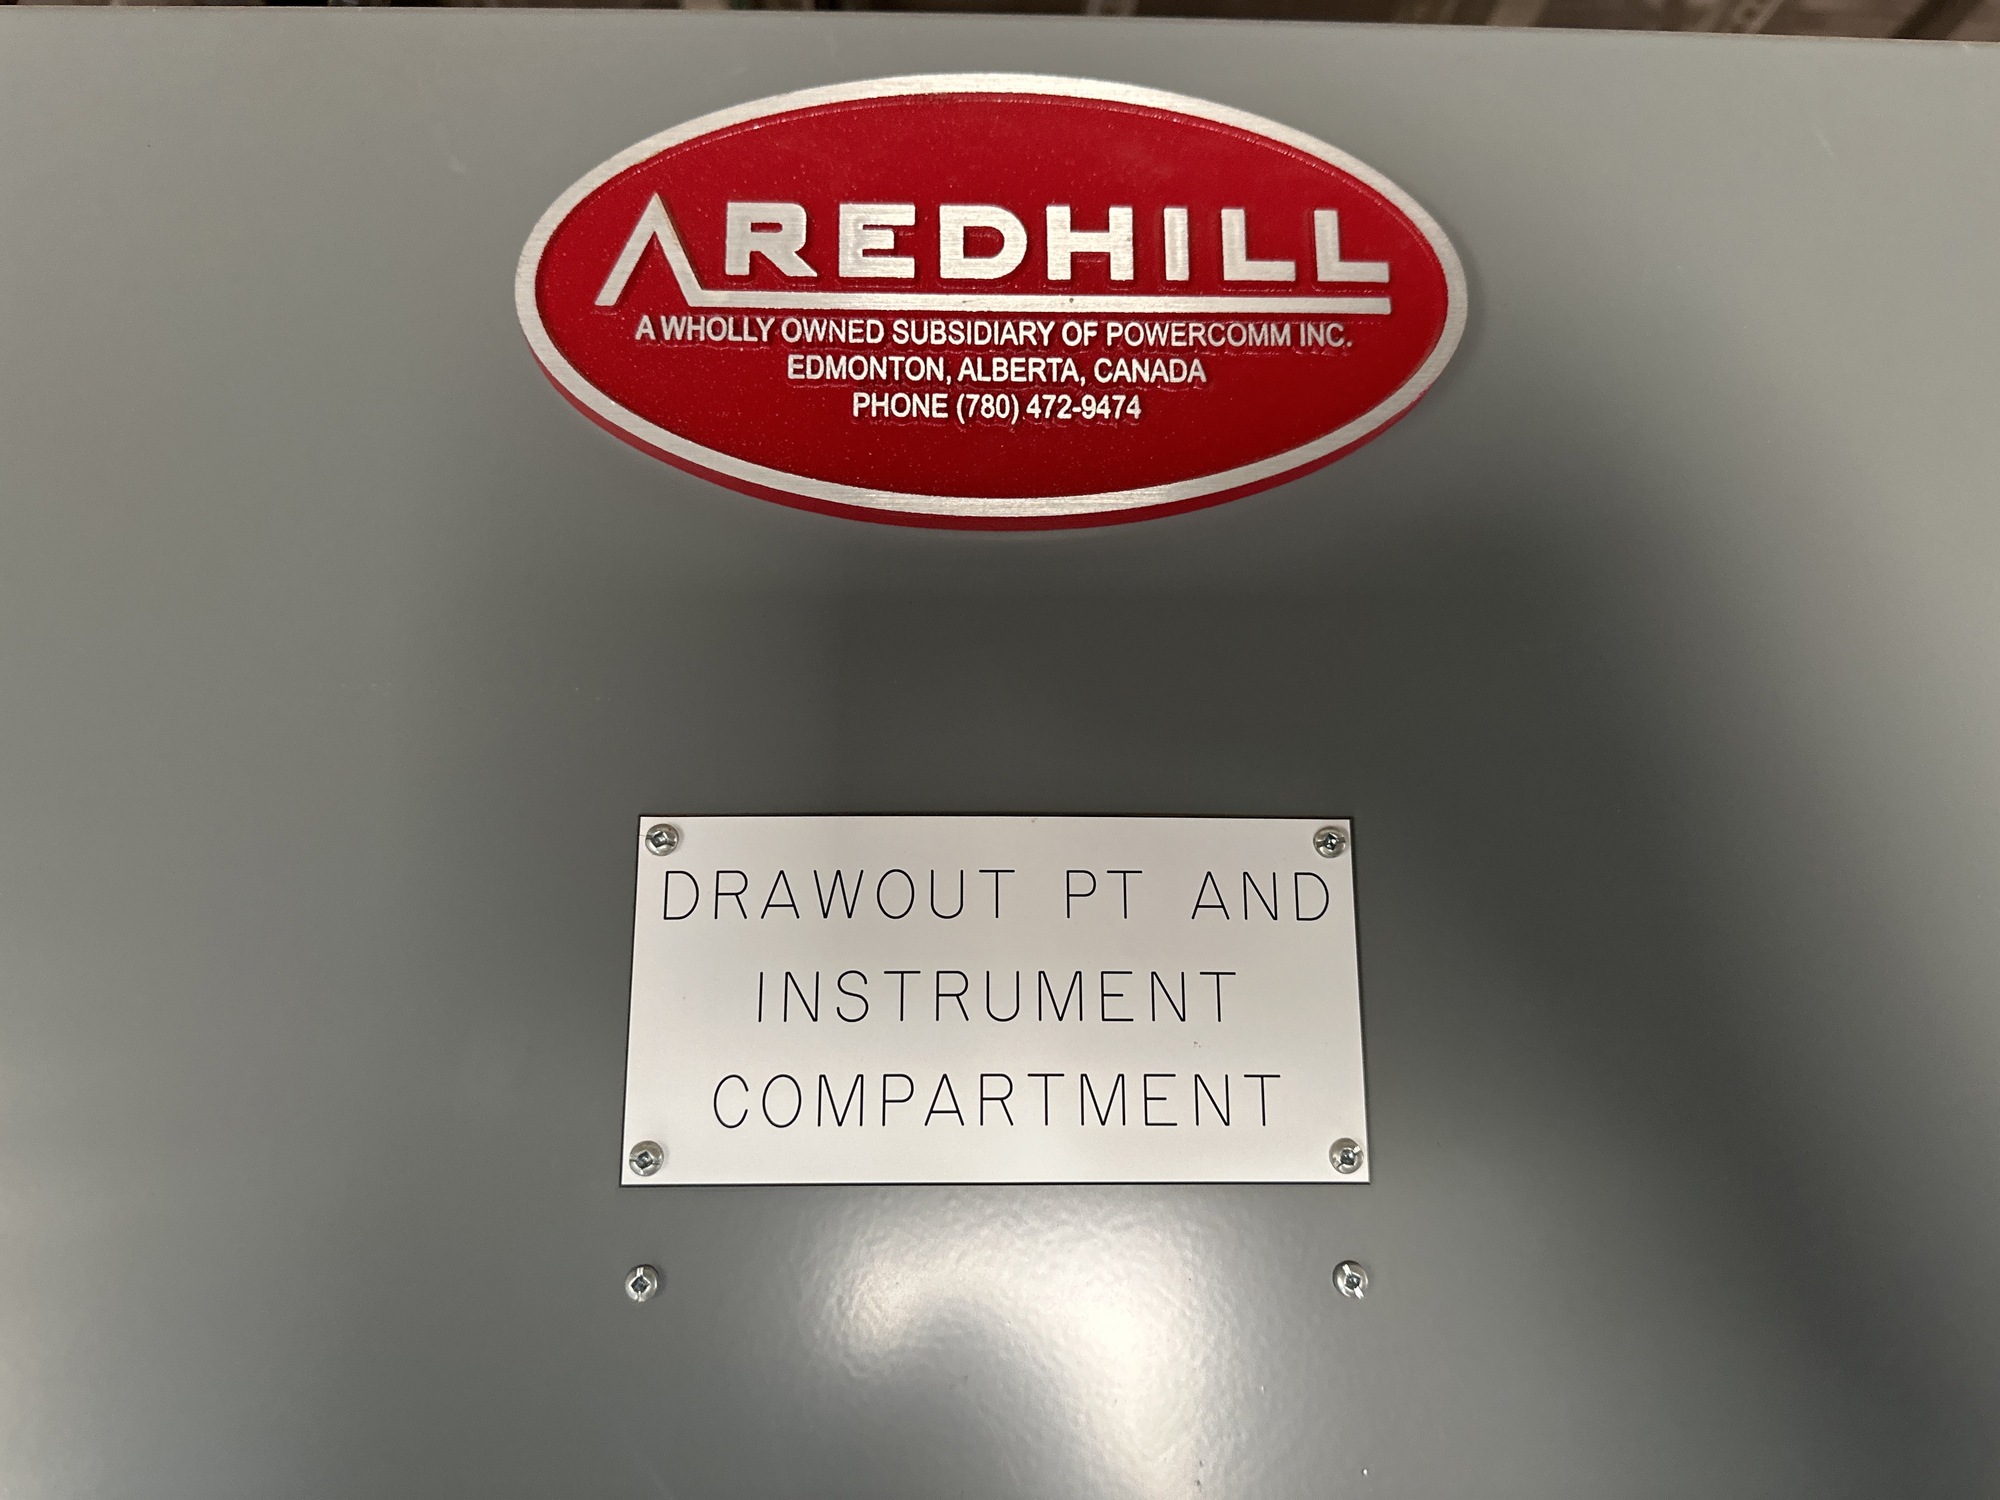 REDHILL
A WHOLLY OWNED SUBSIDIARY OF POWERCOMM INC.
EDMONTON, ALBERTA, CANADA
PHONE (780) 472-9474
DRAWOUT PT AND
INSTRUMENT
COMPARTMENT